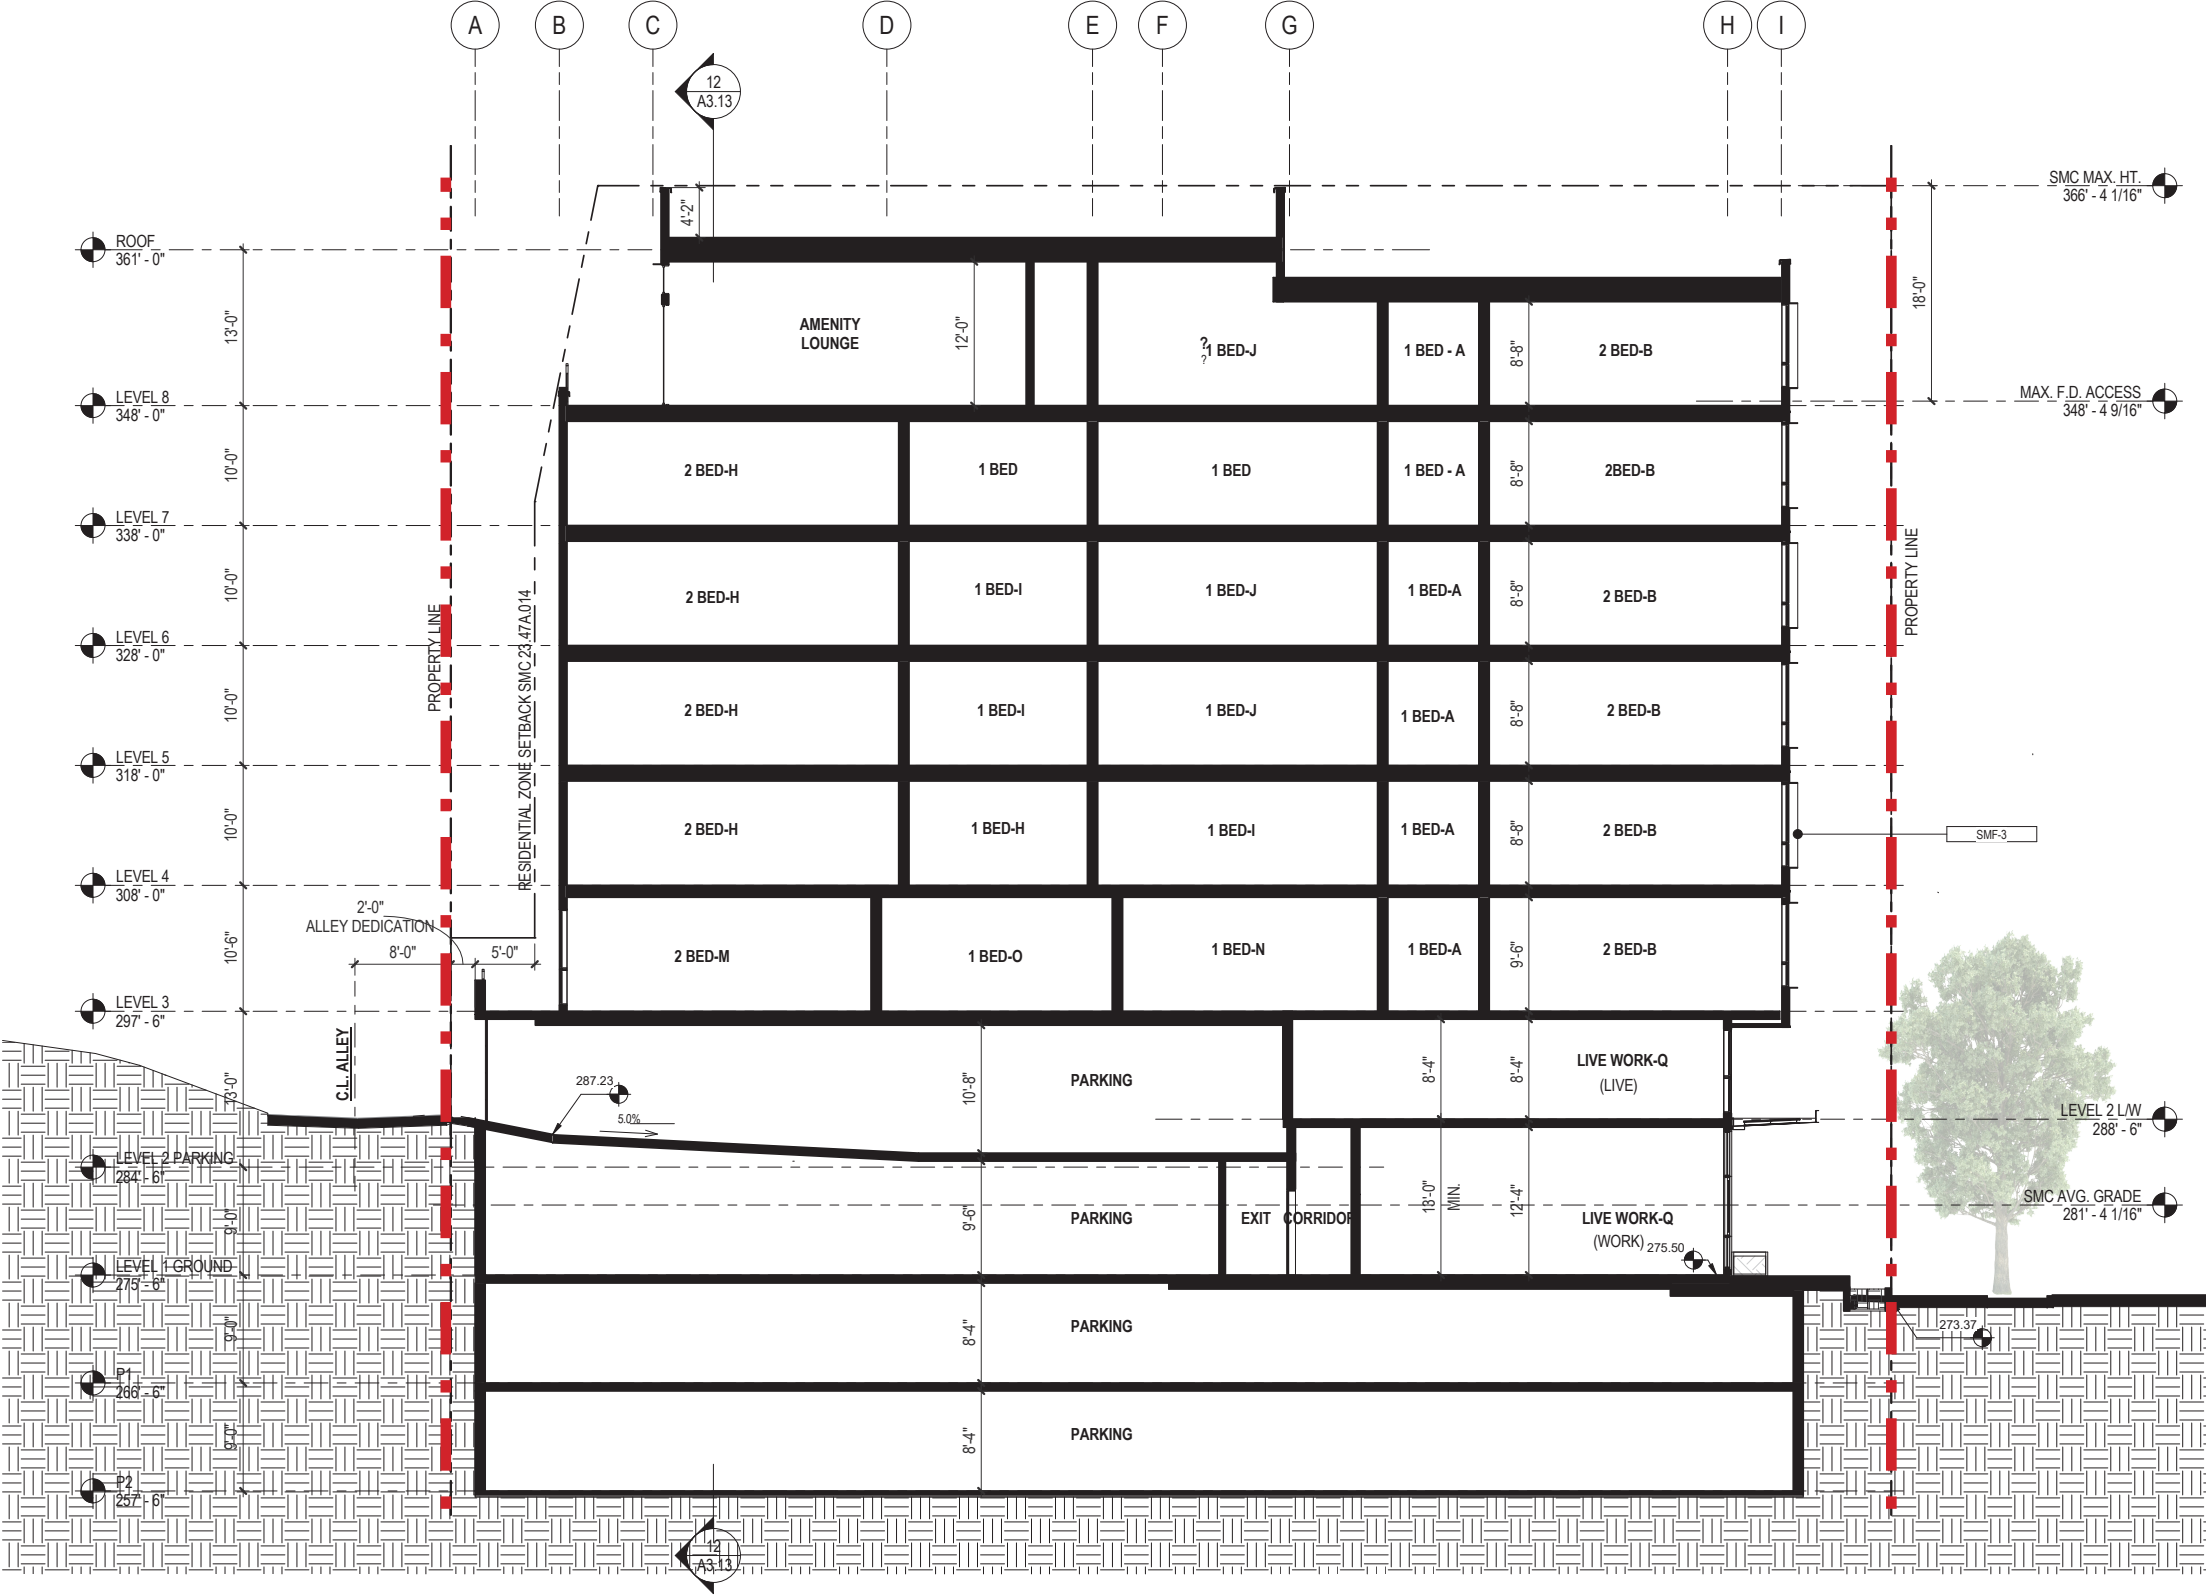 A B C D E F G H I
12
A3.13
SMC MAX. HT.
366' - 4 1/16"
4'-2"
ROOF
361' - 0"
18'-0"
13'-0"
AMENITY
LOUNGE
12'-0"
?
?
1 BED-J
1 BED - A
8'-8"
2 BED-B
LEVEL 8
348' - 0"
MAX. F.D. ACCESS
348' - 4 9/16"
10'-0"
2 BED-H
1 BED
1 BED
1 BED - A
8'-8"
2BED-B
LEVEL 7
338' - 0"
PROPERTY LINE
10'-0"
2 BED-H
1 BED-I
1 BED-J
1 BED-A
8'-8"
2 BED-B
LEVEL 6
328' - 0"
PROPERTY LINE
RESIDENTIAL ZONE SETBACK SMC 23.47A.014
10'-0"
2 BED-H
1 BED-I
1 BED-J
1 BED-A
8'-8"
2 BED-B
LEVEL 5
318' - 0"
10'-0"
2 BED-H
1 BED-H
1 BED-I
1 BED-A
8'-8"
2 BED-B
SMF-3
LEVEL 4
308' - 0"
2'-0"
ALLEY DEDICATION
8'-0"
5'-0"
10'-6"
2 BED-M
1 BED-O
1 BED-N
1 BED-A
9'-6"
2 BED-B
LEVEL 3
297' - 6"
C.L. ALLEY
13'-0"
287.23
5.0%
10'-8"
PARKING
8'-4"
8'-4"
LIVE WORK-Q
(LIVE)
LEVEL 2 L/W
288' - 6"
LEVEL 2 PARKING
284' - 6"
SMC AVG. GRADE
281' - 4 1/16"
9'-0"
9'-6"
PARKING
EXIT CORRIDOR
13'-0"
MIN.
12'-4"
LIVE WORK-Q
(WORK)
275.50
LEVEL 1 GROUND
275' - 6"
9'-0"
8'-4"
PARKING
273.37
P1
266' - 6"
9'-0"
8'-4"
PARKING
P2
257' - 6"
12
A3.13